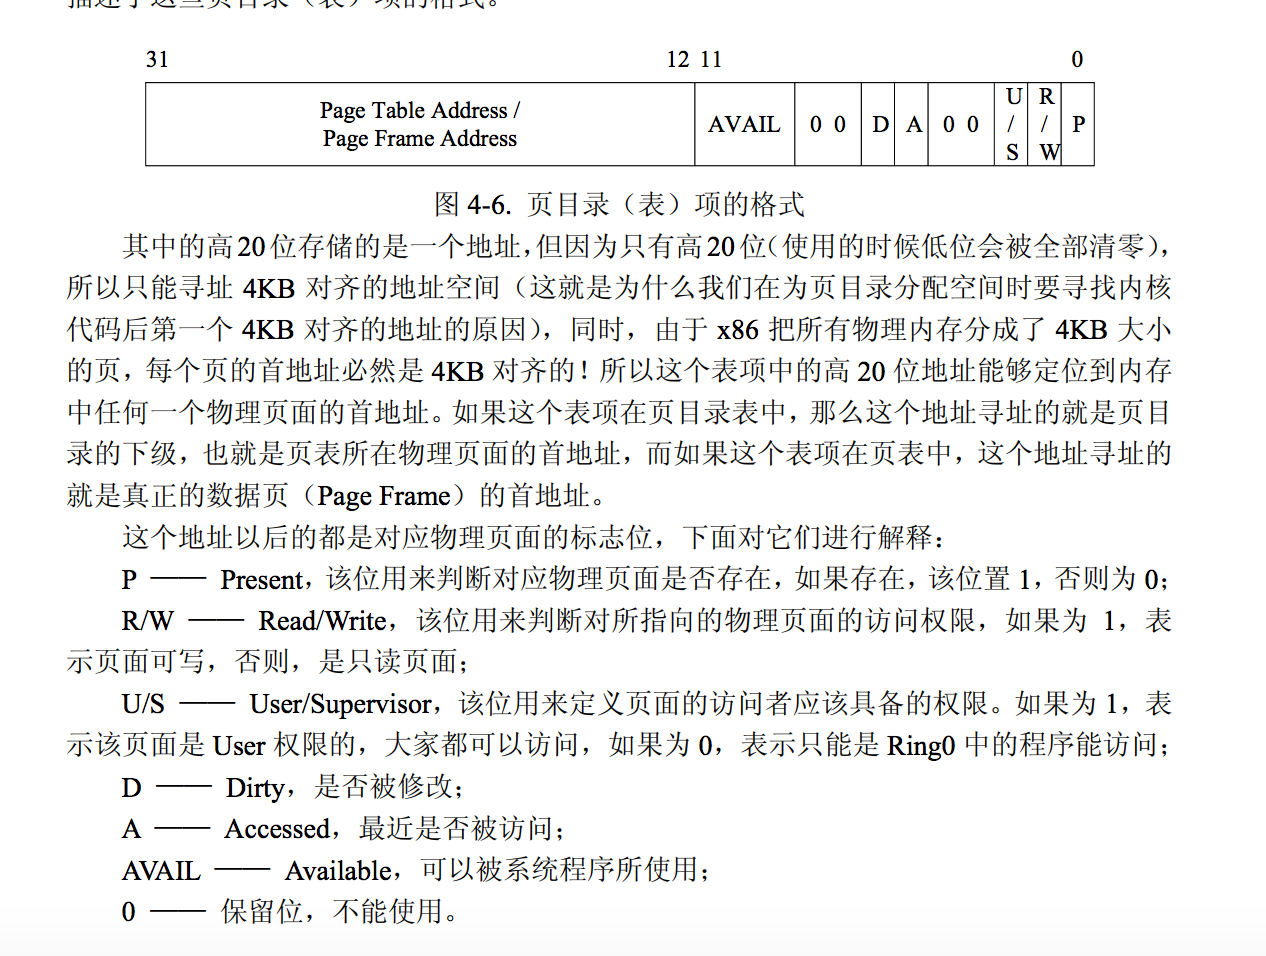 描述了这些页目录（表）项的格式。
31 12 11 0
Page Table Address /
Page Frame Address
AVAIL 0 0 D A 0 0 U/S R/W P
图 4-6. 页目录（表）项的格式
其中的高 20 位存储的是一个地址，但因为只有高 20 位（使用的时候低位会被全部清零），
所以只能寻址 4KB 对齐的地址空间（这就是为什么我们在为页目录分配空间时要寻找内核
代码后第一个 4KB 对齐的地址的原因），同时，由于 x86 把所有物理内存分成了 4KB 大小
的页，每个页的首地址必然是 4KB 对齐的！所以这个表项中的高 20 位地址能够定位到内存
中任何一个物理页面的首地址。如果这个表项在页目录表中，那么这个地址寻址的就是页目
录的下级，也就是页表所在物理页面的首地址，而如果这个表项在页表中，这个地址寻址的
就是真正的数据页（Page Frame）的首地址。
这个地址以后的都是对应物理页面的标志位，下面对它们进行解释：
P —— Present，该位用来判断对应物理页面是否存在，如果存在，该位置 1，否则为 0；
R/W —— Read/Write，该位用来判断对所指向的物理页面的访问权限，如果为 1，表
示页面可写，否则，是只读页面；
U/S —— User/Supervisor，该位用来定义页面的访问者应该具备的权限。如果为 1，表
示该页面是 User 权限的，大家都可以访问，如果为 0，表示只能是 Ring0 中的程序能访问；
D —— Dirty，是否被修改；
A —— Accessed，最近是否被访问；
AVAIL —— Available，可以被系统程序所使用；
0 —— 保留位，不能使用。